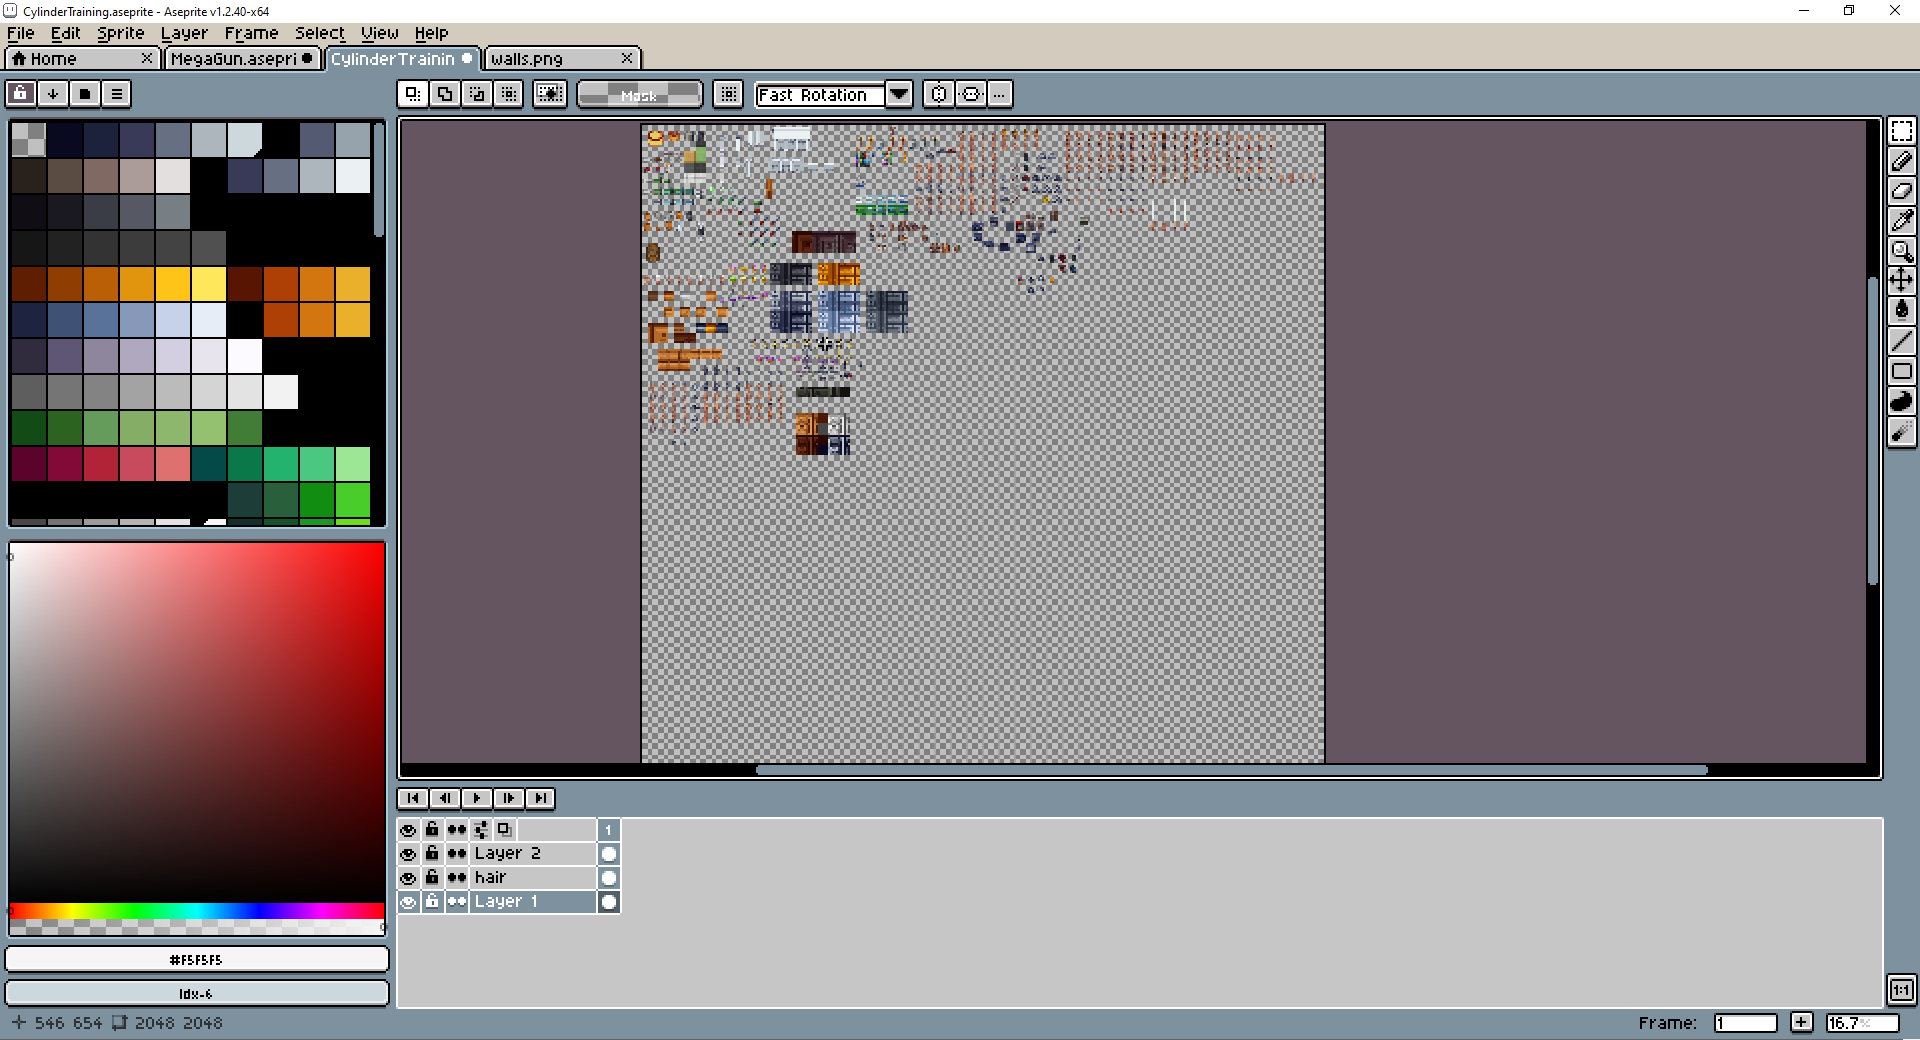 CylinderTraining.aseprite - Aseprite v1.2.40-x64
File Edit Sprite Layer Frame Select View Help
Home MegaGun.asepri CylinderTrainin walls.png
Mask Fast Rotation ...
1
Layer 2
hair
Layer 1
#F5F5F5
Idx-6
1:1
546 654 2048 2048 Frame: 1 + 16.7%